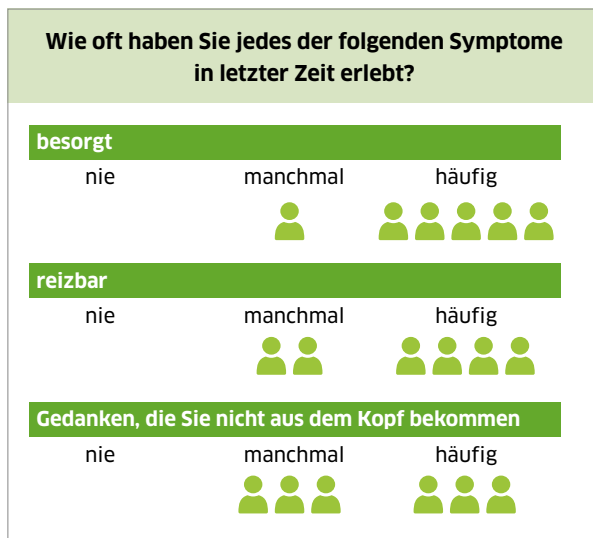 Wie oft haben Sie jedes der folgenden Symptome
in letzter Zeit erlebt?
besorgt
nie manchmal häufig
reizbar
nie manchmal häufig
Gedanken, die Sie nicht aus dem Kopf bekommen
nie manchmal häufig